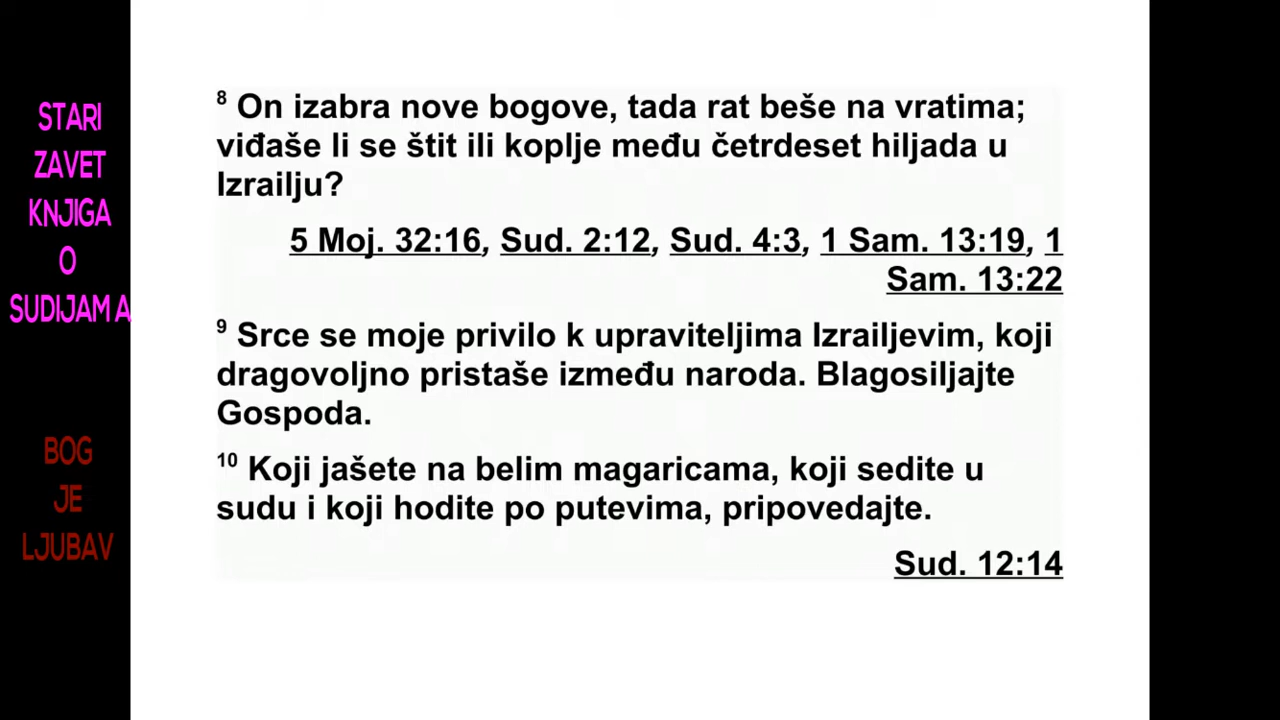 STARI
ZAVET
KNJIGA
O
SUDIJAMA
BOG
JE
LJUBAV
8 On izabra nove bogove, tada rat beše na vratima;
viđaše li se štit ili koplje među četrdeset hiljada u
Izrailju?
5 Moj. 32:16, Sud. 2:12, Sud. 4:3, 1 Sam. 13:19, 1
Sam. 13:22
9 Srce se moje privilo k upraviteljima Izrailjevim, koji
dragovoljno pristaše između naroda. Blagosiljajte
Gospoda.
10 Koji jašete na belim magaricama, koji sedite u
sudu i koji hodite po putevima, pripovedajte.
Sud. 12:14